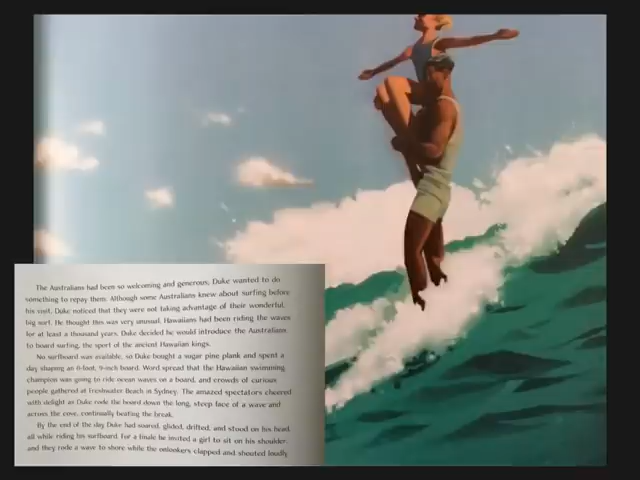 The Australians had been so welcoming and generous, Duke wanted to do
something to repay them. Although some Australians knew about surfing before
his visit, Duke noticed that they were not taking advantage of their wonderful,
big surf. He thought this was very unusual. Hawaiians had been riding the waves
for at least a thousand years. Duke decided he would introduce the Australians
to board surfing, the sport of the ancient Hawaiian kings.
No surfboard was available, so Duke bought a sugar pine plank and spent a
day shaping an 8-foot, 9-inch board. Word spread that the Hawaiian swimming
champion was going to ride ocean waves on a board, and crowds of curious
people gathered at Freshwater Beach in Sydney. The amazed spectators cheered
with delight as Duke rode the board down the long, steep face of a wave and
across the cove, continually beating the break.
By the end of the day Duke had soared, glided, drifted, and stood on his head
all while riding his surfboard. For a finale he invited a girl to sit on his shoulder
and they rode a wave to shore while the onlookers clapped and shouted loudly